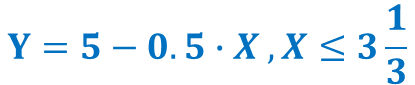 Y = 5 − 0.5 · X , X ≤ 3 1/3